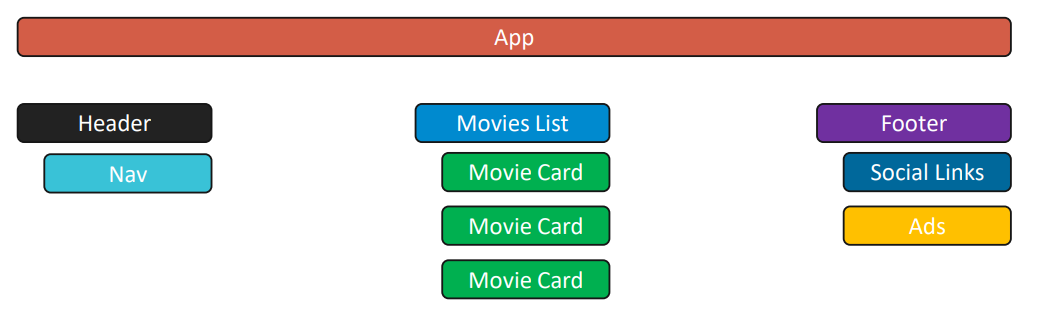 App
Header
Nav
Movies List
Movie Card
Movie Card
Movie Card
Footer
Social Links
Ads